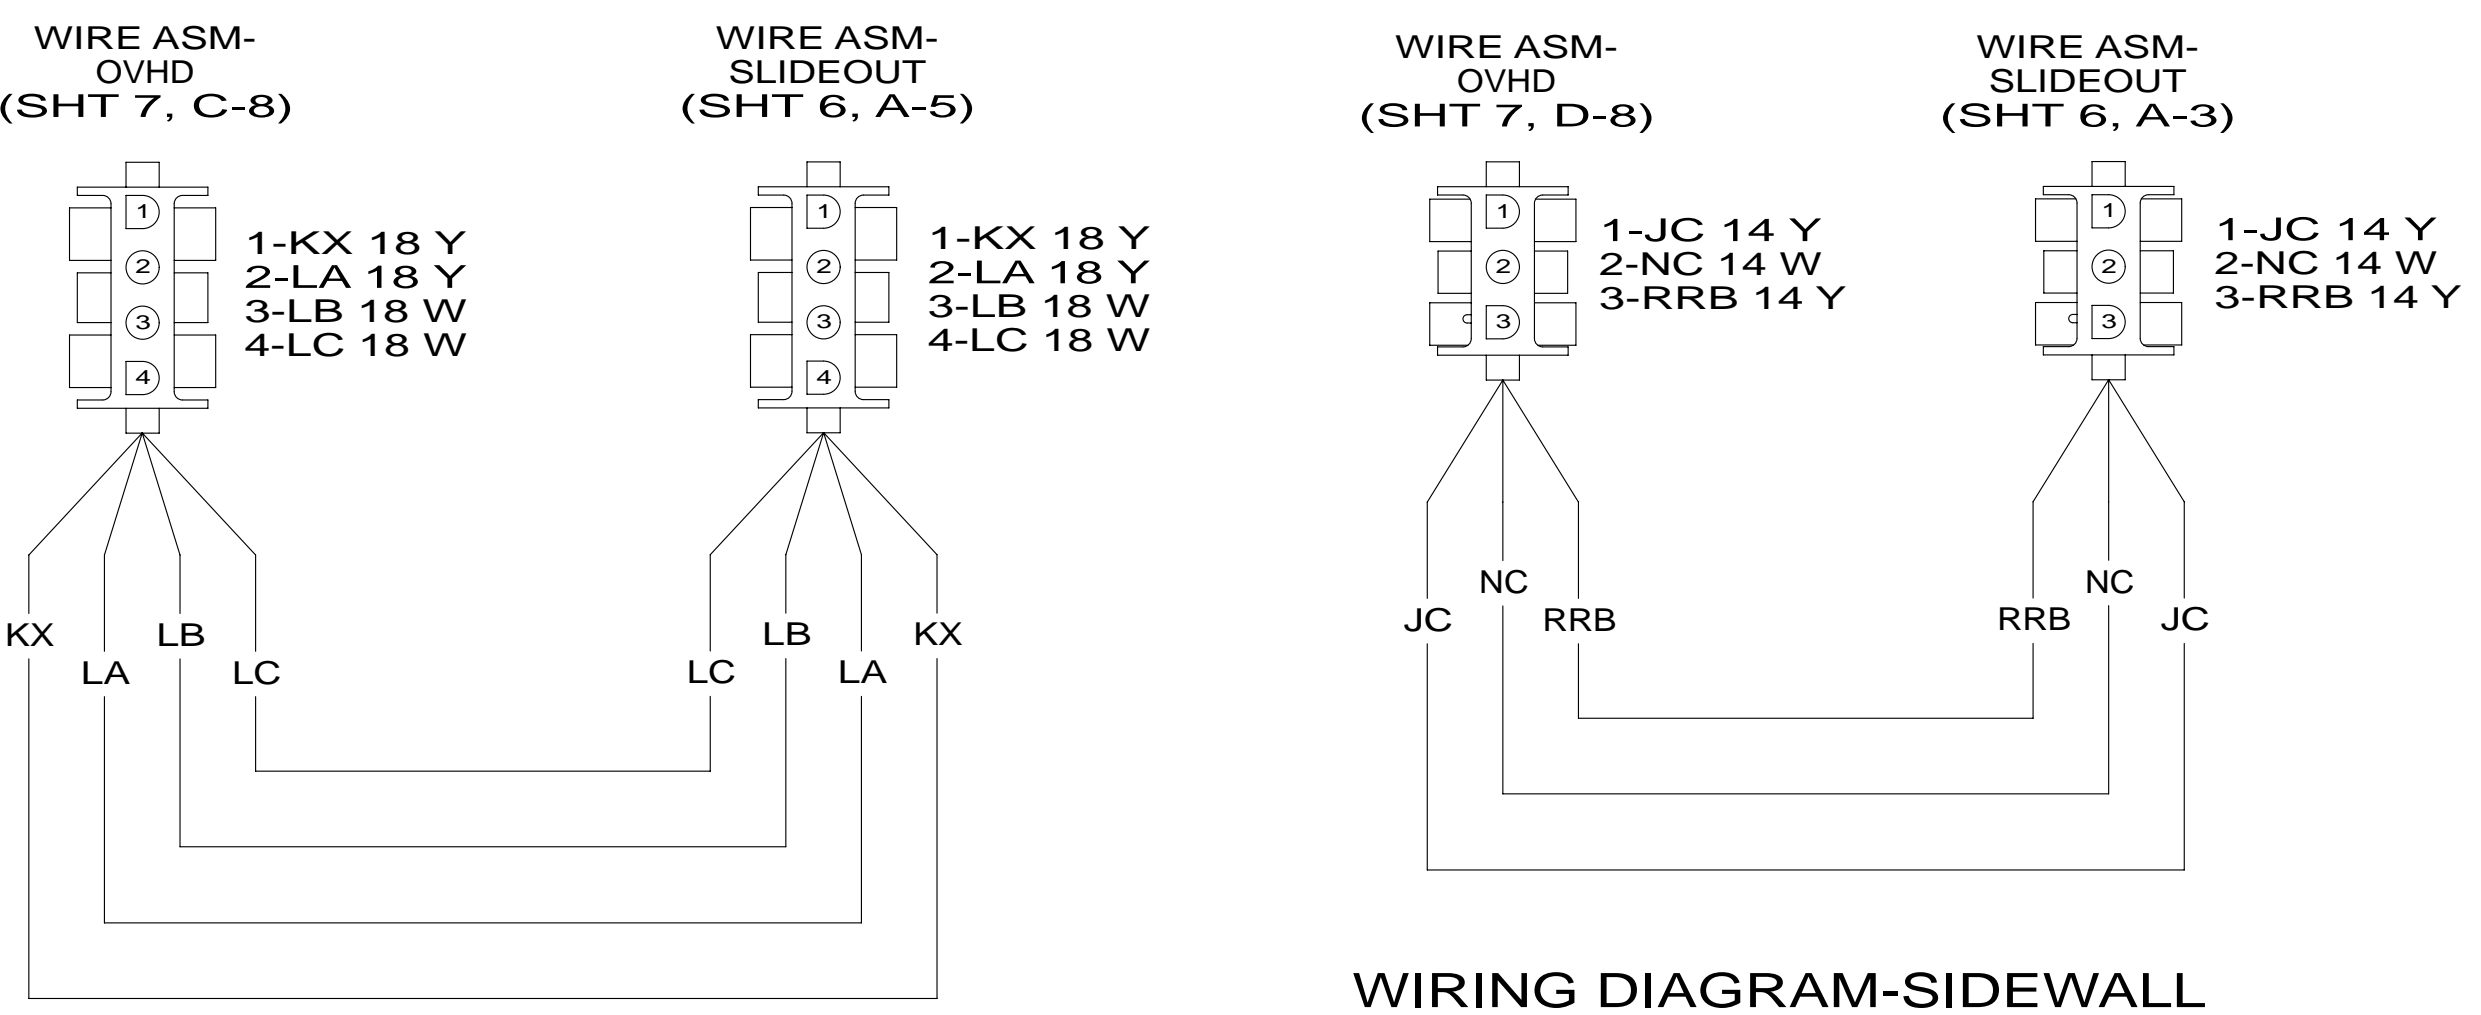 WIRE ASM-
OVHD
(SHT 7, C-8)
1
2
3
4
1-KX 18 Y
2-LA 18 Y
3-LB 18 W
4-LC 18 W
KX
LA
LB
LC
WIRE ASM-
SLIDEOUT
(SHT 6, A-5)
1
2
3
4
1-KX 18 Y
2-LA 18 Y
3-LB 18 W
4-LC 18 W
LC
LB
LA
KX
WIRE ASM-
OVHD
(SHT 7, D-8)
1
2
3
1-JC 14 Y
2-NC 14 W
3-RRB 14 Y
JC
NC
RRB
WIRE ASM-
SLIDEOUT
(SHT 6, A-3)
1
2
3
1-JC 14 Y
2-NC 14 W
3-RRB 14 Y
RRB
NC
JC
WIRING DIAGRAM-SIDEWALL